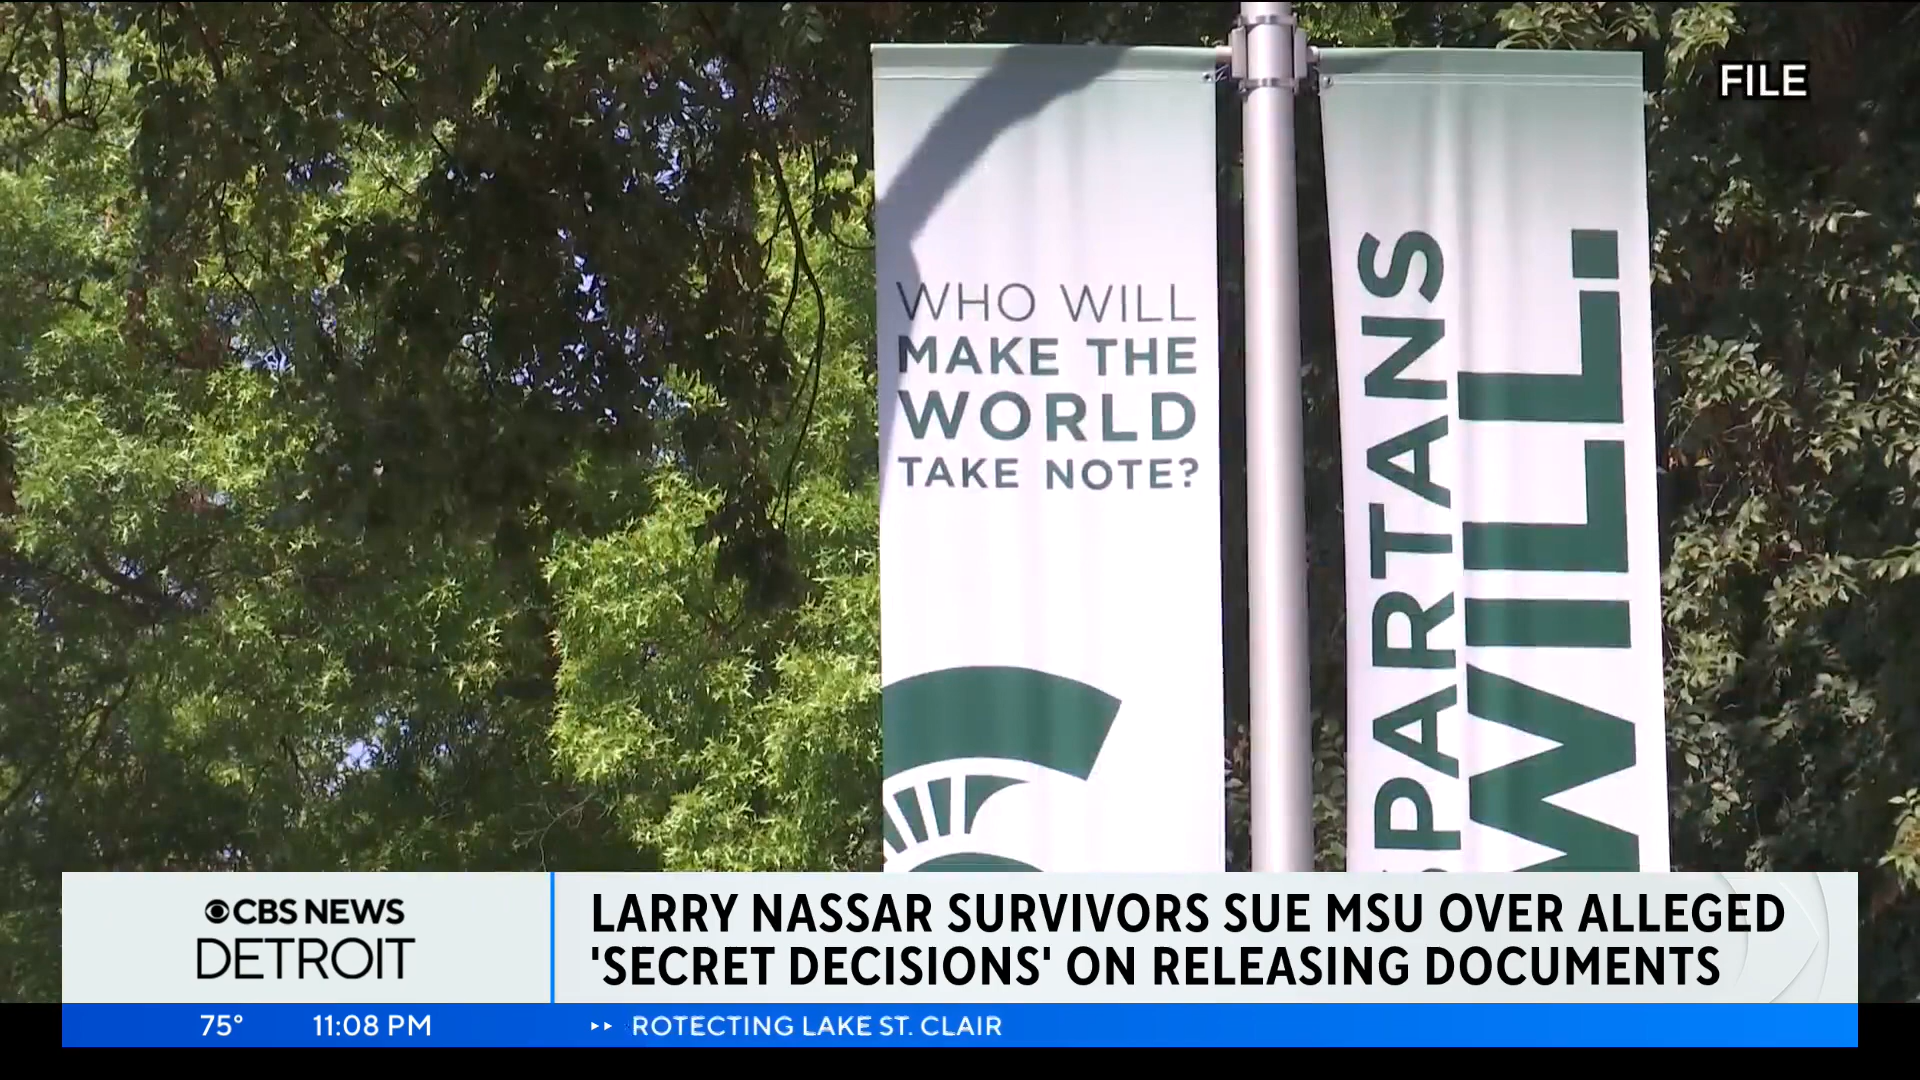 FILE
WHO WILL
MAKE THE
WORLD
TAKE NOTE?
SPARTANS
WILL.
CBS NEWS
DETROIT
LARRY NASSAR SURVIVORS SUE MSU OVER ALLEGED
'SECRET DECISIONS' ON RELEASING DOCUMENTS
75° 11:08 PM ROTECTING LAKE ST. CLAIR